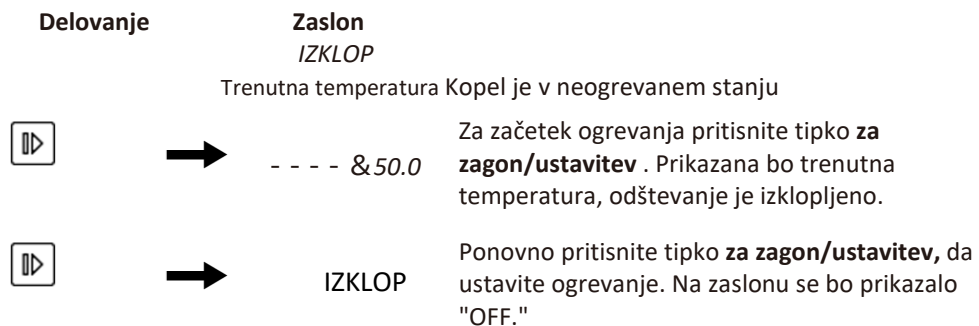 Delovanje Zaslon
IZKLOP
Trenutna temperatura Kopel je v neogrevanem stanju
Za začetek ogrevanja pritisnite tipko za
- - - - &50.0 zagon/ustavitev . Prikazana bo trenutna
temperatura, odštevanje je izklopljeno.
Ponovno pritisnite tipko za zagon/ustavitev, da
IZKLOP ustavite ogrevanje. Na zaslonu se bo prikazalo
"OFF."